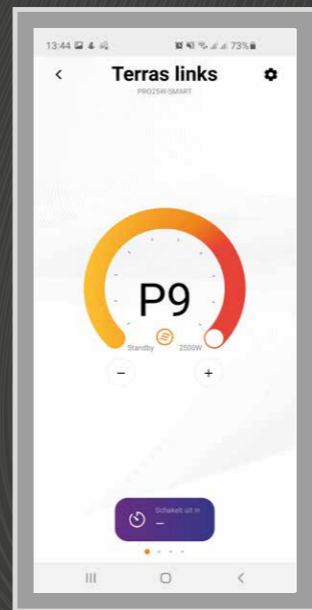 13:44 73%
Terras links
PRO25W-SMART
P9
Standby 2500W
− +
Schakelt uit in
–